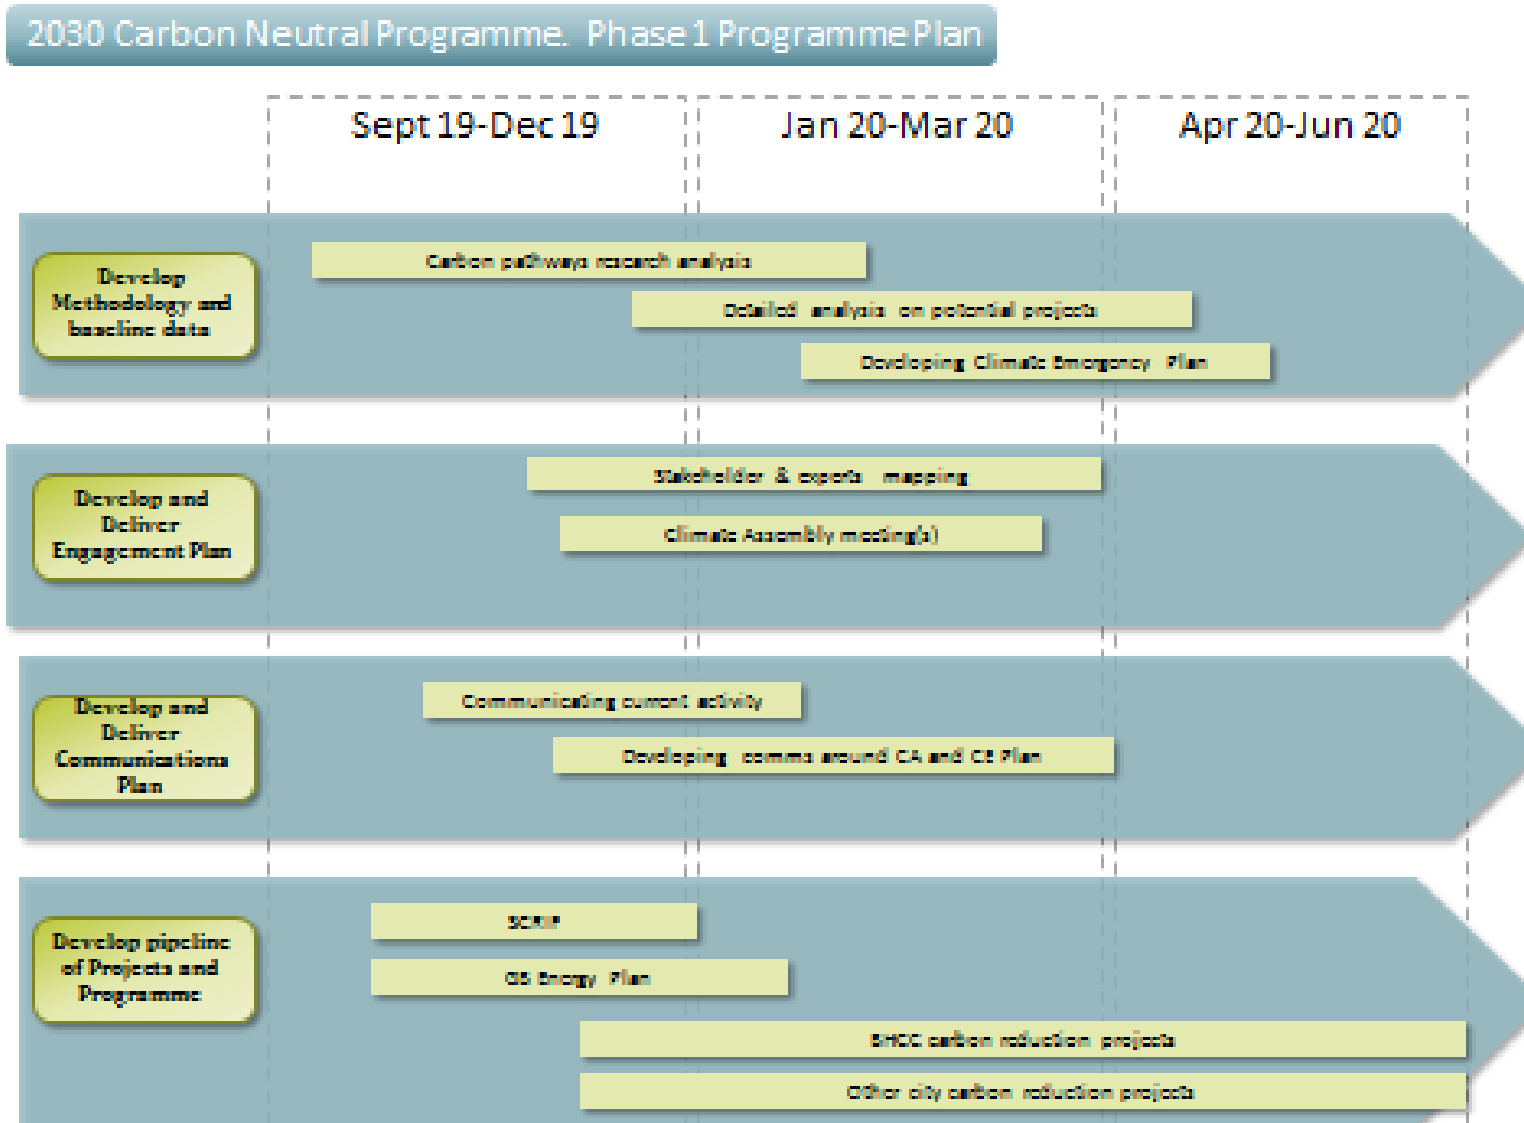 2030 Carbon Neutral Programme. Phase 1 Programme Plan
Sept 19-Dec 19
Jan 20-Mar 20
Apr 20-Jun 20
Develop
Methodology and
baseline data
Carbon pathways research analysis
Detailed analysis on potential projects
Developing Climate Emergency Plan
Develop and
Deliver
Engagement Plan
Stakeholder & experts mapping
Climate Assembly meeting(s)
Develop and
Deliver
Communications
Plan
Communicating current activity
Developing comms around CA and CE Plan
Develop pipeline
of Projects and
Programme
SCRIP
GB Energy Plan
BHCC carbon reduction projects
Other city carbon reduction projects